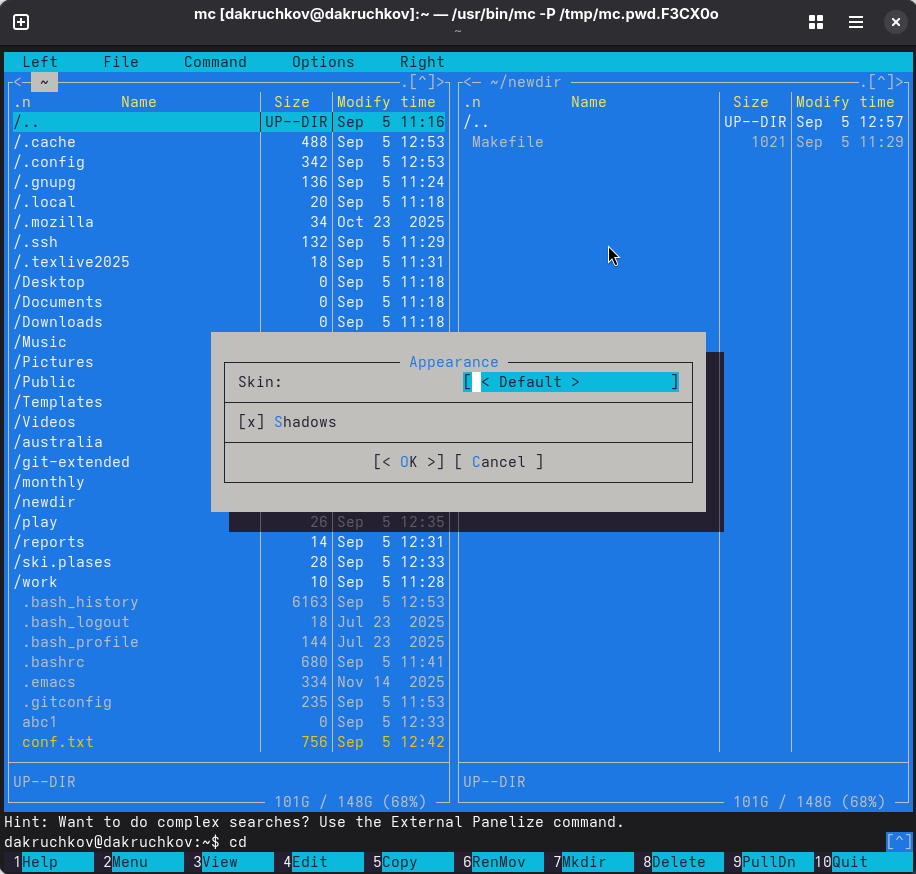 mc [dakruchkov@dakruchkov]:~ — /usr/bin/mc -P /tmp/mc.pwd.F3CX0o
~
Left File Command Options Right
<— ~ .[^]> <— ~/newdir .[^]>
.n Name Size Modify time .n Name Size Modify time
/.. UP--DIR Sep 5 11:16 /.. UP--DIR Sep 5 12:57
/.cache 488 Sep 5 12:53 Makefile 1021 Sep 5 11:29
/.config 342 Sep 5 12:53
/.gnupg 136 Sep 5 11:24
/.local 20 Sep 5 11:18
/.mozilla 34 Oct 23 2025
/.ssh 132 Sep 5 11:29
/.texlive2025 18 Sep 5 11:31
/Desktop 0 Sep 5 11:18
/Documents 0 Sep 5 11:18
/Downloads 0 Sep 5 11:18
/Music
/Pictures Appearance
/Public Skin: [ < Default > ]
/Templates
/Videos [x] Shadows
/australia
/git-extended [< OK >] [ Cancel ]
/monthly
/newdir
/play 26 Sep 5 12:35
/reports 14 Sep 5 12:31
/ski.plases 28 Sep 5 12:33
/work 10 Sep 5 11:28
.bash_history 6163 Sep 5 12:53
.bash_logout 18 Jul 23 2025
.bash_profile 144 Jul 23 2025
.bashrc 680 Sep 5 11:41
.emacs 334 Nov 14 2025
.gitconfig 235 Sep 5 11:53
abc1 0 Sep 5 12:33
conf.txt 756 Sep 5 12:42
UP--DIR UP--DIR
101G / 148G (68%) 101G / 148G (68%)
Hint: Want to do complex searches? Use the External Panelize command.
dakruchkov@dakruchkov:~$ cd [^]
1Help 2Menu 3View 4Edit 5Copy 6RenMov 7Mkdir 8Delete 9PullDn 10Quit